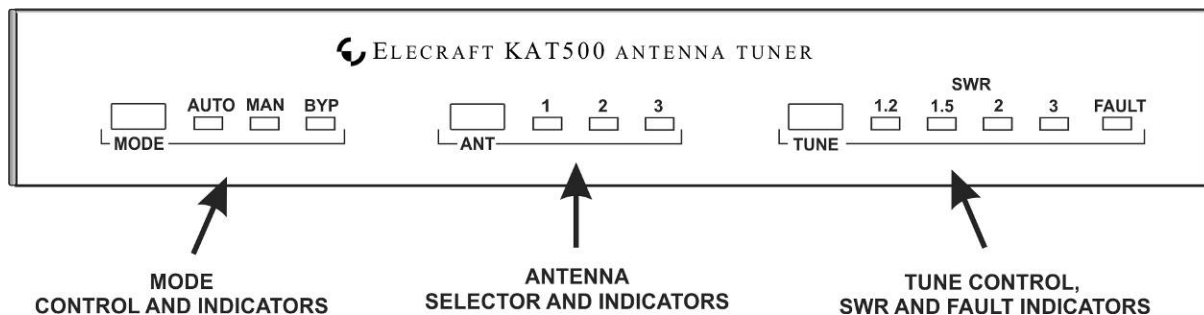 ELECRAFT KAT500 ANTENNA TUNER
SWR
AUTO MAN BYP 1 2 3 1.2 1.5 2 3 FAULT
MODE ANT TUNE
MODE
CONTROL AND INDICATORS
ANTENNA
SELECTOR AND INDICATORS
TUNE CONTROL,
SWR AND FAULT INDICATORS